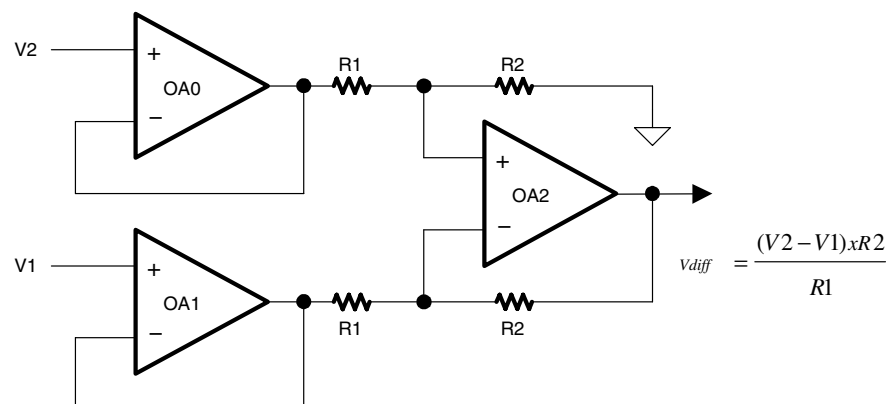 V2
+
OA0
−
R1
R2
+
OA2
−
V1
+
OA1
−
R1
R2
Vdiff = (V2−V1)xR2
R1